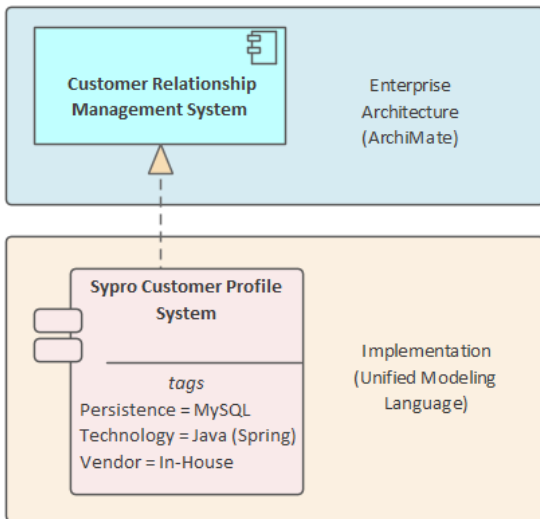 Customer Relationship
Management System
Enterprise
Architecture
(ArchiMate)
Sypro Customer Profile
System
tags
Persistence = MySQL
Technology = Java (Spring)
Vendor = In-House
Implementation
(Unified Modeling
Language)